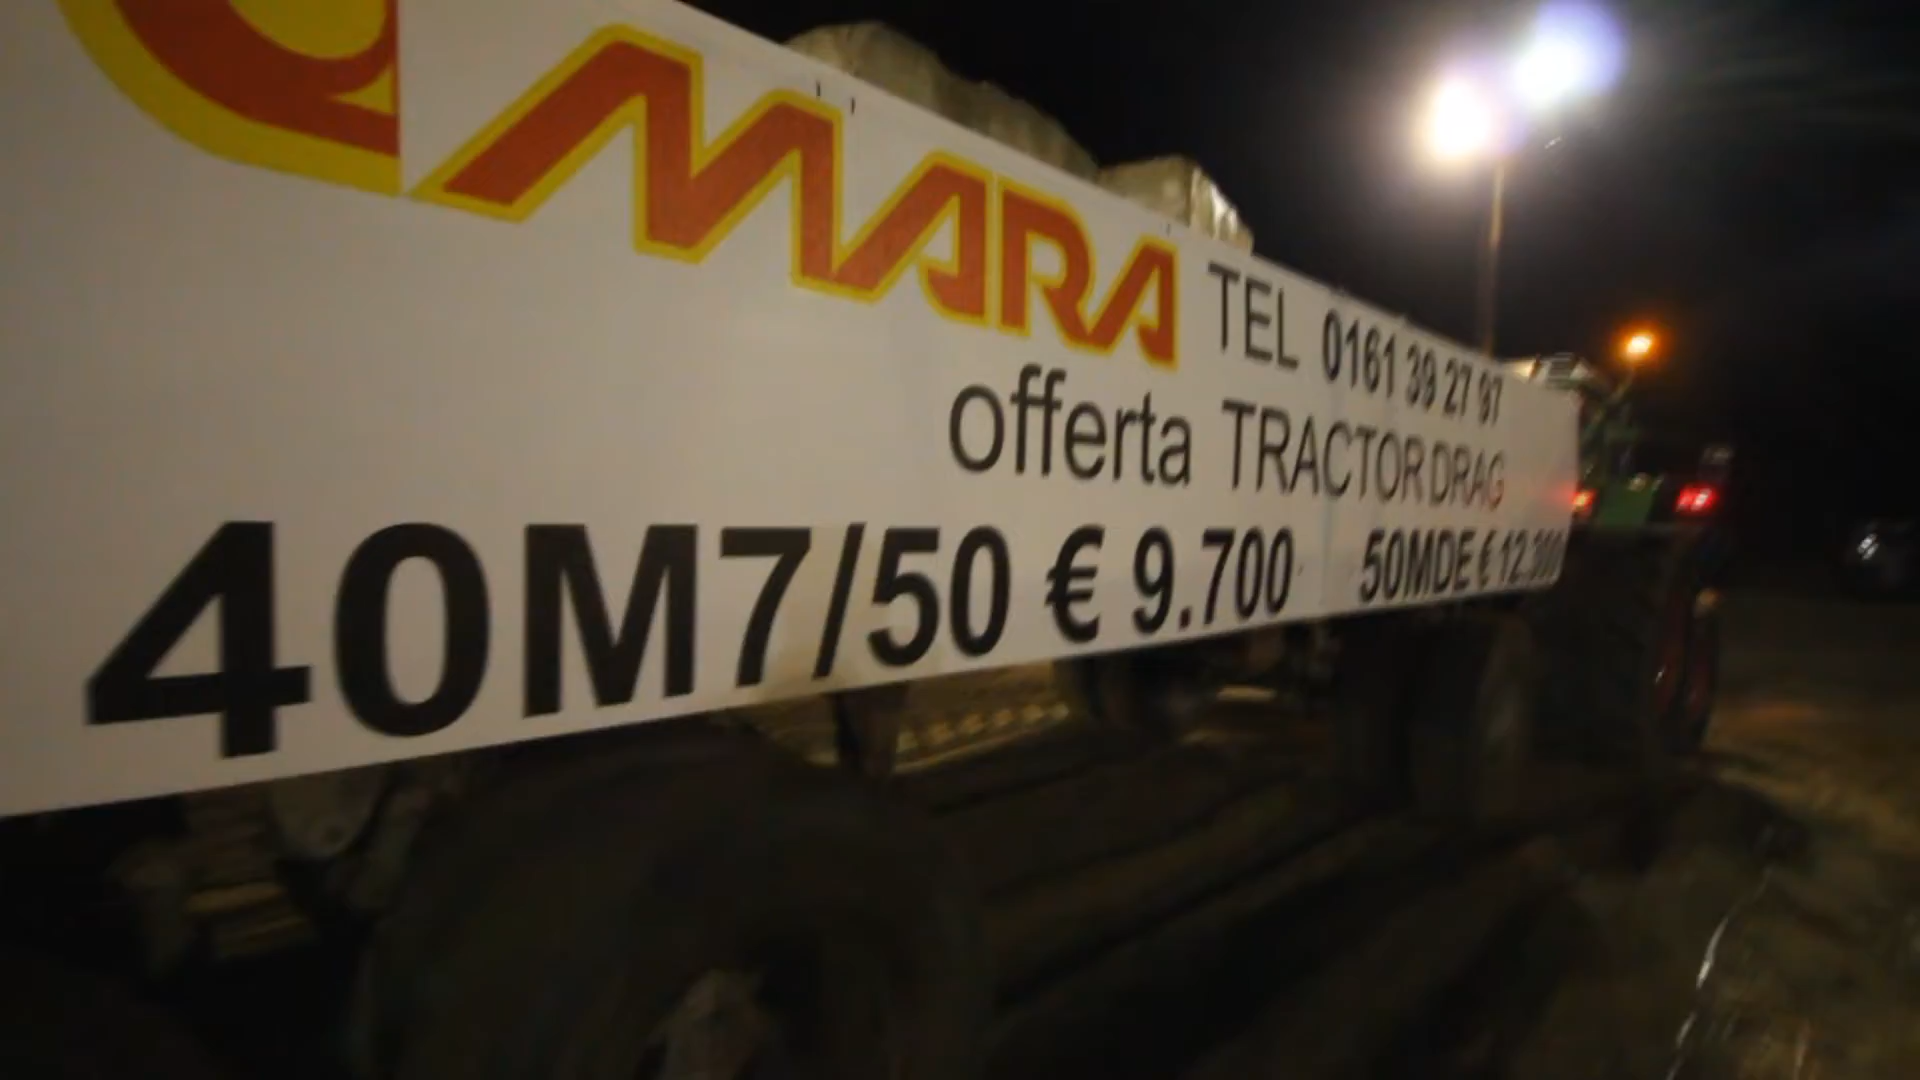 MARA TEL 0161 39 27 97
offerta TRACTOR DRAG
40M7/50 € 9.700 50MDE € 12.300